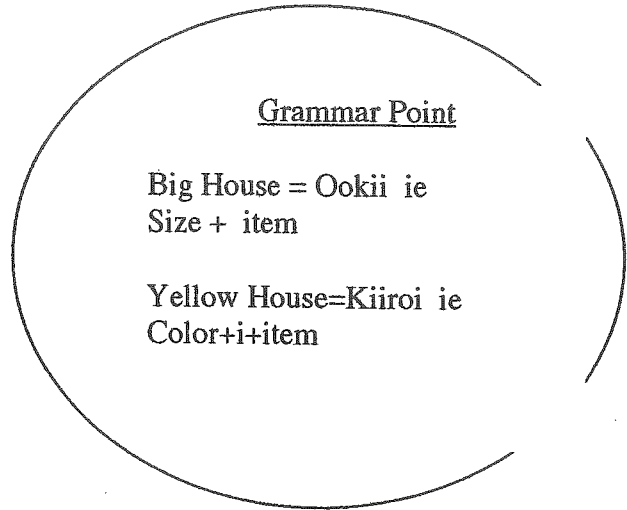 Grammar Point
Big House = Ookii ie
Size + item
Yellow House=Kiiroi ie
Color+i+item